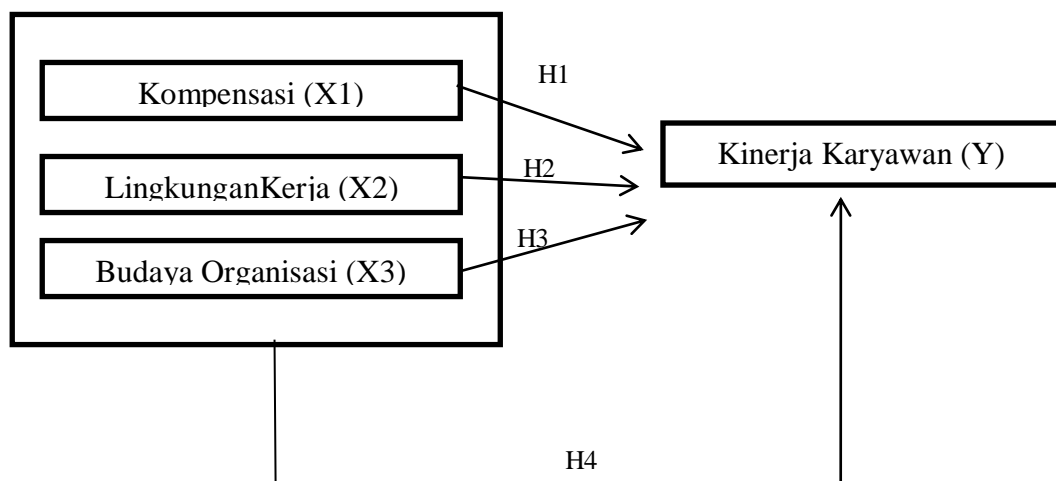 H1
Kompensasi (X1)
Kinerja Karyawan (Y)
H2
LingkunganKerja (X2)
H3
Budaya Organisasi (X3)
H4